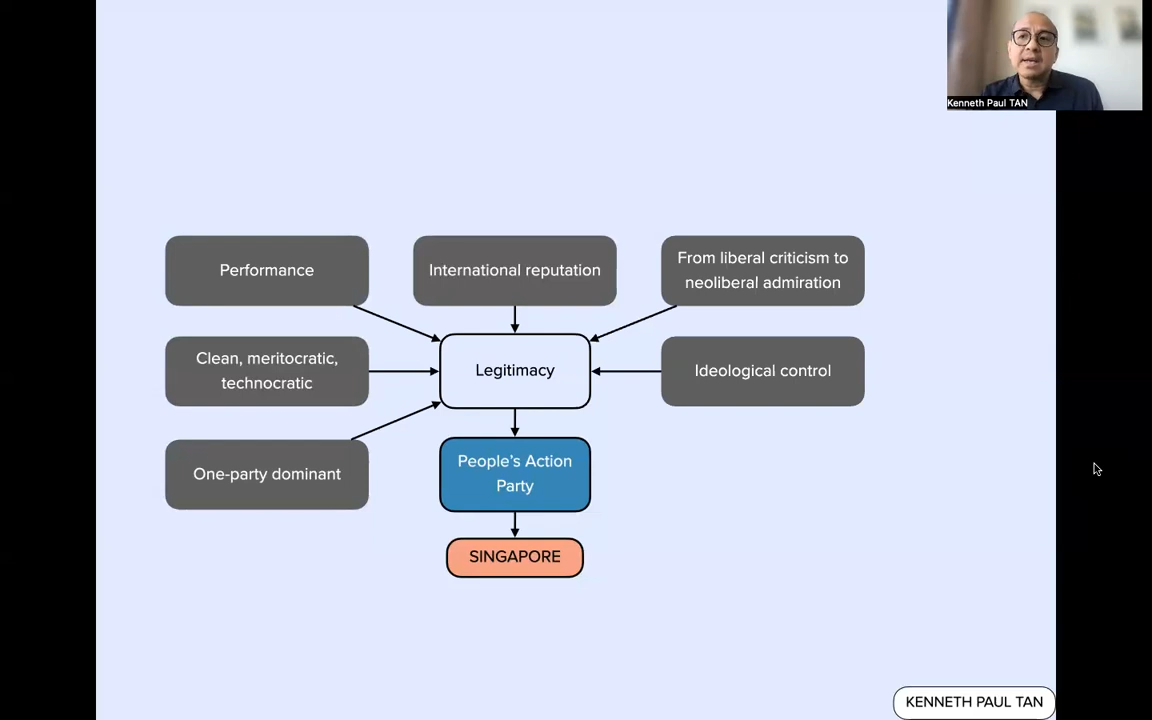 Kenneth Paul TAN
Performance
International reputation
From liberal criticism to
neoliberal admiration
Clean, meritocratic,
technocratic
Legitimacy
Ideological control
One-party dominant
People’s Action
Party
SINGAPORE
KENNETH PAUL TAN